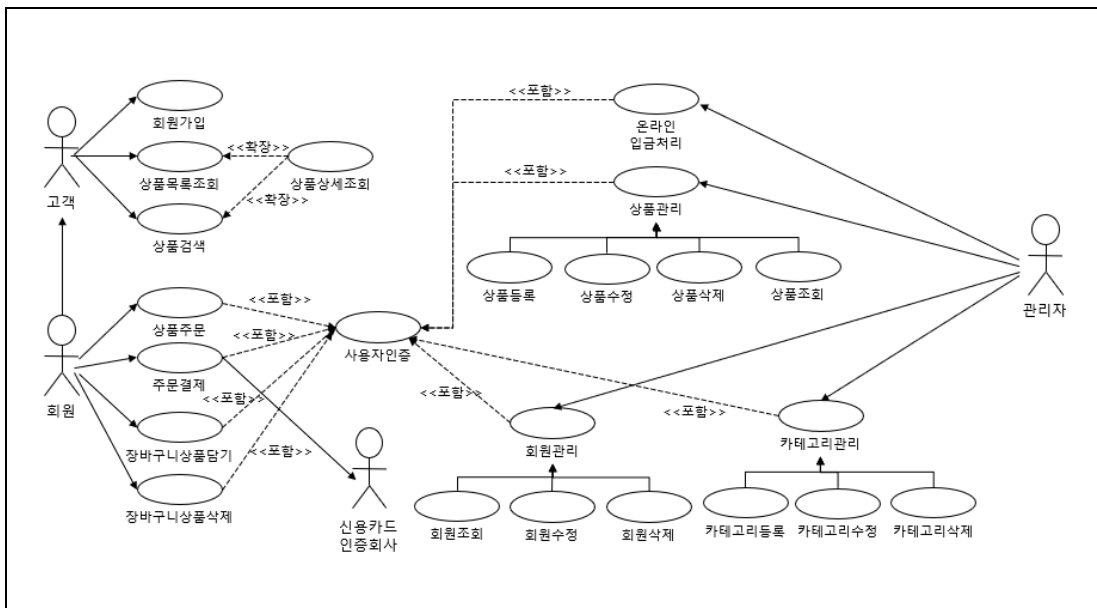 <<포함>>
온라인
입금처리
회원가입
<<확장>>
상품목록조회
상품상세조회
<<포함>>
고객
<<확장>>
상품관리
상품검색
상품등록
상품수정
상품삭제
상품조회
관리자
<<포함>>
상품주문
<<포함>>
사용자인증
주문결제
회원
<<포함>>
<<포함>>
<<포함>>
장바구니상품담기
<<포함>>
회원관리
카테고리관리
장바구니상품삭제
신용카드
인증회사
회원조회
회원수정
회원삭제
카테고리등록
카테고리수정
카테고리삭제